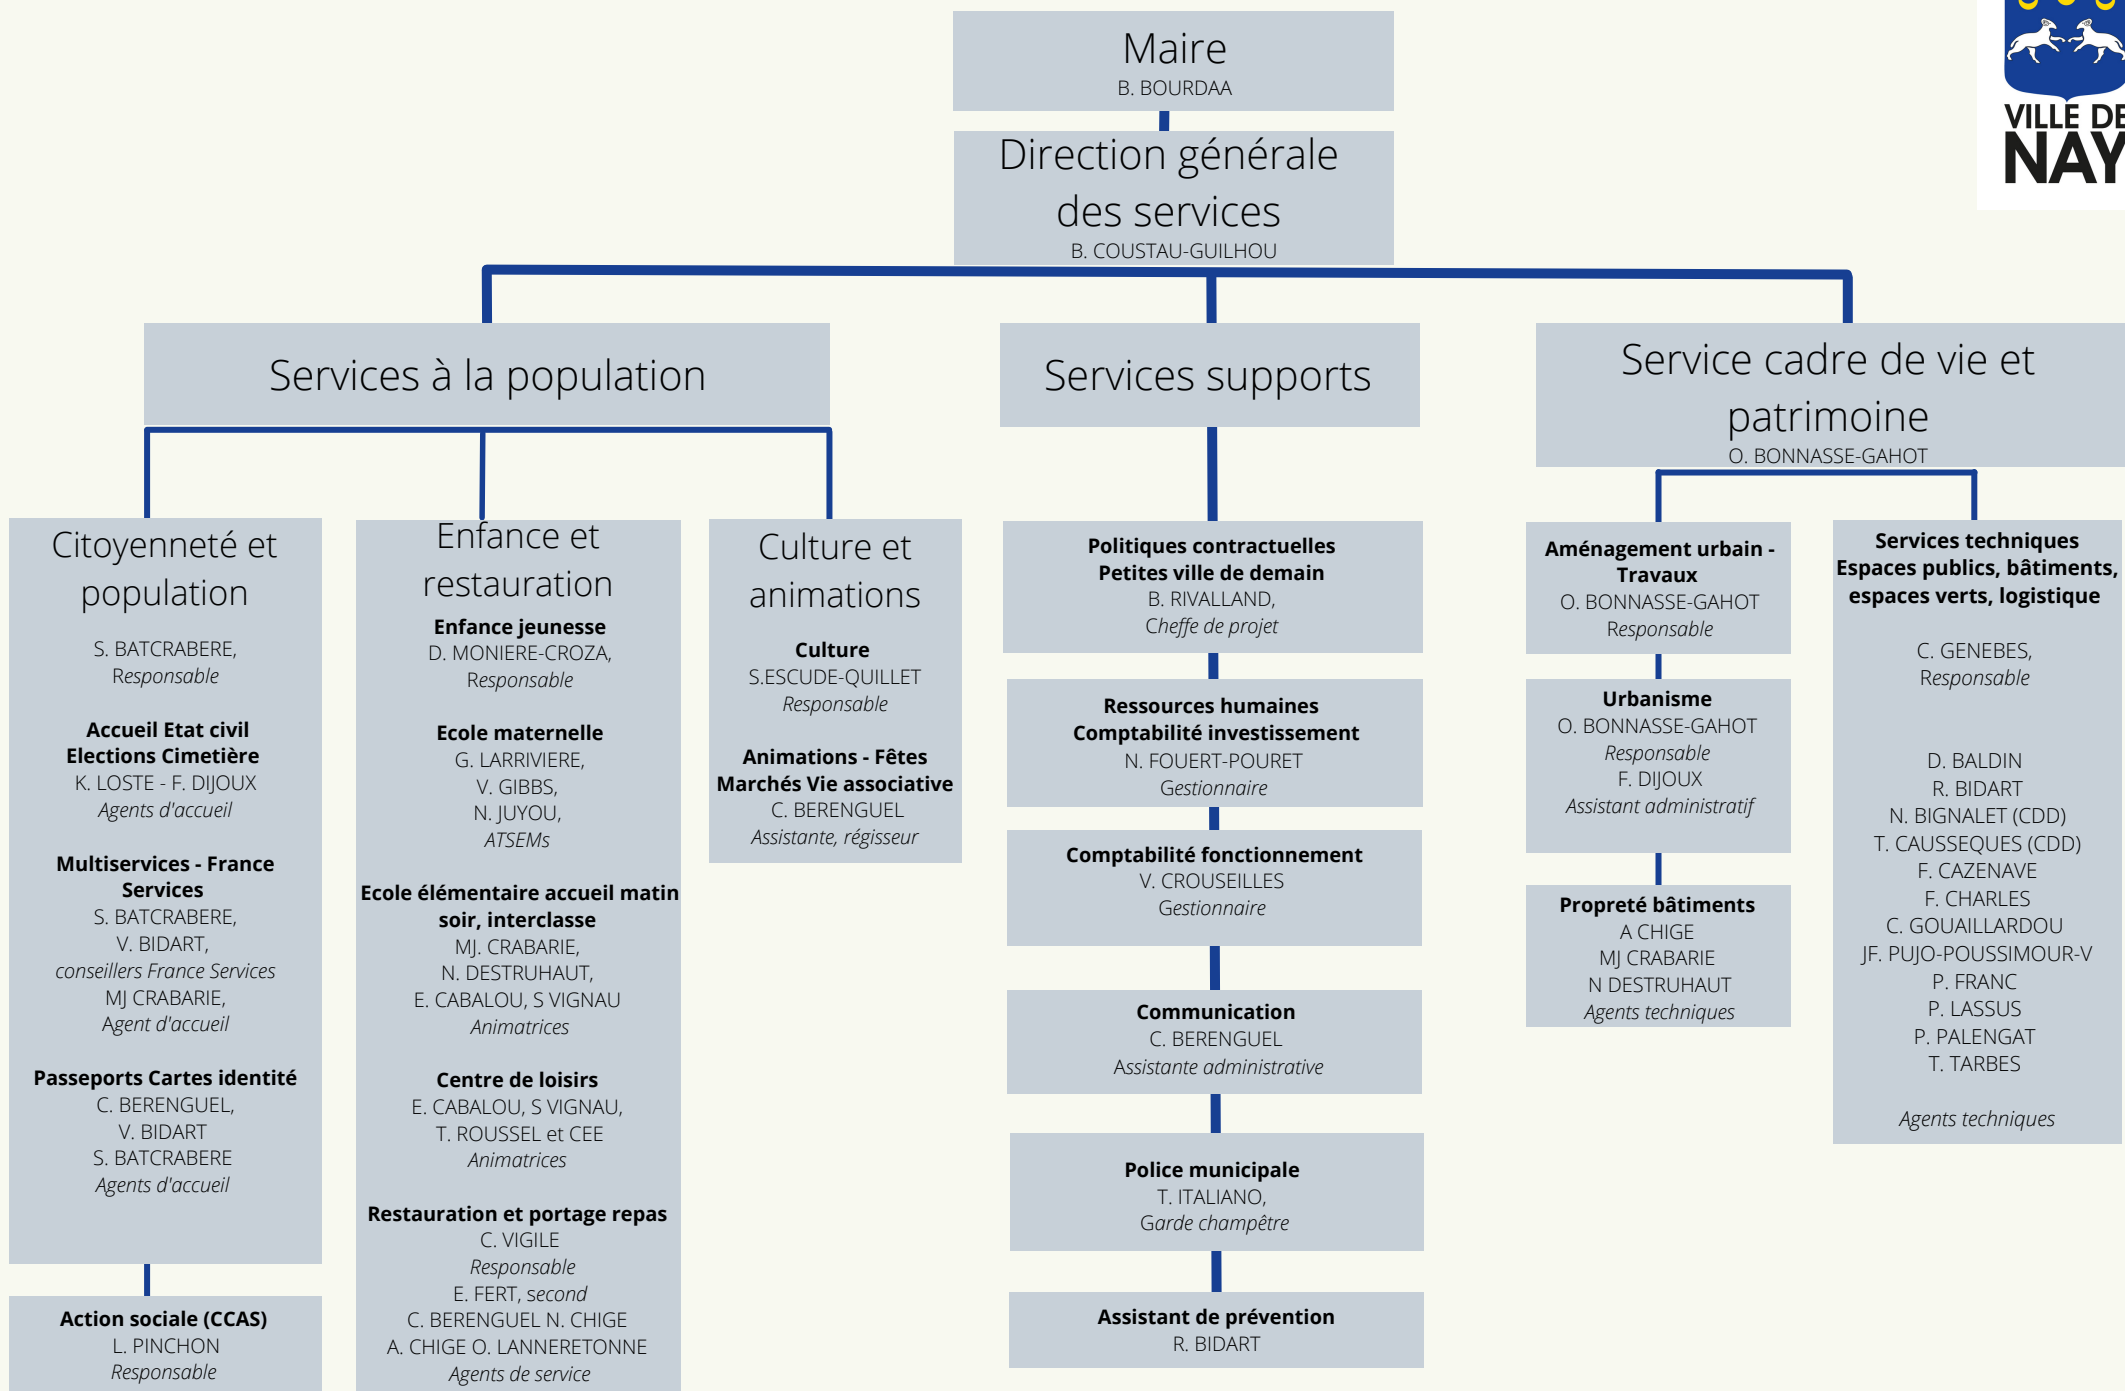 Maire
B. BOURDAA
VILLE DE
NAY
Direction générale
des services
B. COUSTAU-GUILHOU
Services à la population
Services supports
Service cadre de vie et
patrimoine
O. BONNASSE-GAHOT
Citoyenneté et
population
S. BATCRABERE,
Responsable
Accueil Etat civil
Elections Cimetière
K. LOSTE - F. DIJOUX
Agents d'accueil
Multiservices - France
Services
S. BATCRABERE,
V. BIDART,
conseillers France Services
MJ CRABARIE,
Agent d'accueil
Passeports Cartes identité
C. BERENGUEL,
V. BIDART
S. BATCRABERE
Agents d'accueil
Action sociale (CCAS)
L. PINCHON
Responsable
Enfance et
restauration
Enfance jeunesse
D. MONIERE-CROZA,
Responsable
Ecole maternelle
G. LARRIVIERE,
V. GIBBS,
N. JUYOU,
ATSEMs
Ecole élémentaire accueil matin
soir, interclasse
MJ. CRABARIE,
N. DESTRUHAUT,
E. CABALOU, S VIGNAU
Animatrices
Centre de loisirs
E. CABALOU, S VIGNAU,
T. ROUSSEL et CEE
Animatrices
Restauration et portage repas
C. VIGILE
Responsable
E. FERT, second
C. BERENGUEL N. CHIGE
A. CHIGE O. LANNERETONNE
Agents de service
Culture et
animations
Culture
S.ESCUDE-QUILLET
Responsable
Animations - Fêtes
Marchés Vie associative
C. BERENGUEL
Assistante, régisseur
Politiques contractuelles
Petites ville de demain
B. RIVALLAND,
Cheffe de projet
Ressources humaines
Comptabilité investissement
N. FOUERT-POURET
Gestionnaire
Comptabilité fonctionnement
V. CROUSEILLES
Gestionnaire
Communication
C. BERENGUEL
Assistante administrative
Police municipale
T. ITALIANO,
Garde champêtre
Assistant de prévention
R. BIDART
Aménagement urbain -
Travaux
O. BONNASSE-GAHOT
Responsable
Urbanisme
O. BONNASSE-GAHOT
Responsable
F. DIJOUX
Assistant administratif
Propreté bâtiments
A CHIGE
MJ CRABARIE
N DESTRUHAUT
Agents techniques
Services techniques
Espaces publics, bâtiments,
espaces verts, logistique
C. GENEBES,
Responsable
D. BALDIN
R. BIDART
N. BIGNALET (CDD)
T. CAUSSEQUES (CDD)
F. CAZENAVE
F. CHARLES
C. GOUAILLARDOU
JF. PUJO-POUSSIMOUR-V
P. FRANC
P. LASSUS
P. PALENGAT
T. TARBES
Agents techniques